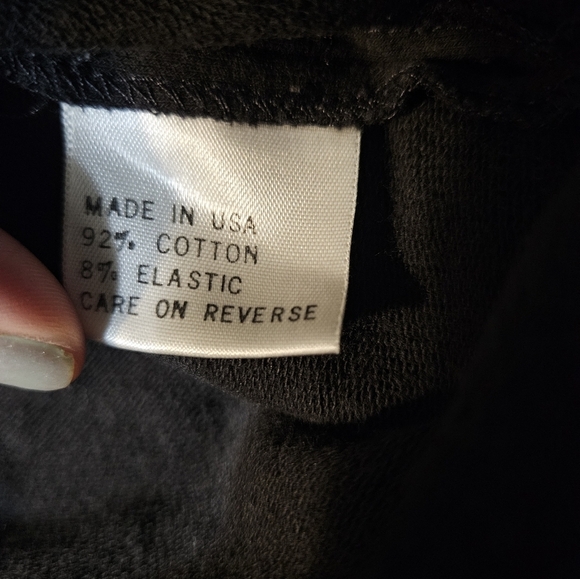 MADE IN USA
92% COTTON
8% ELASTIC
CARE ON REVERSE